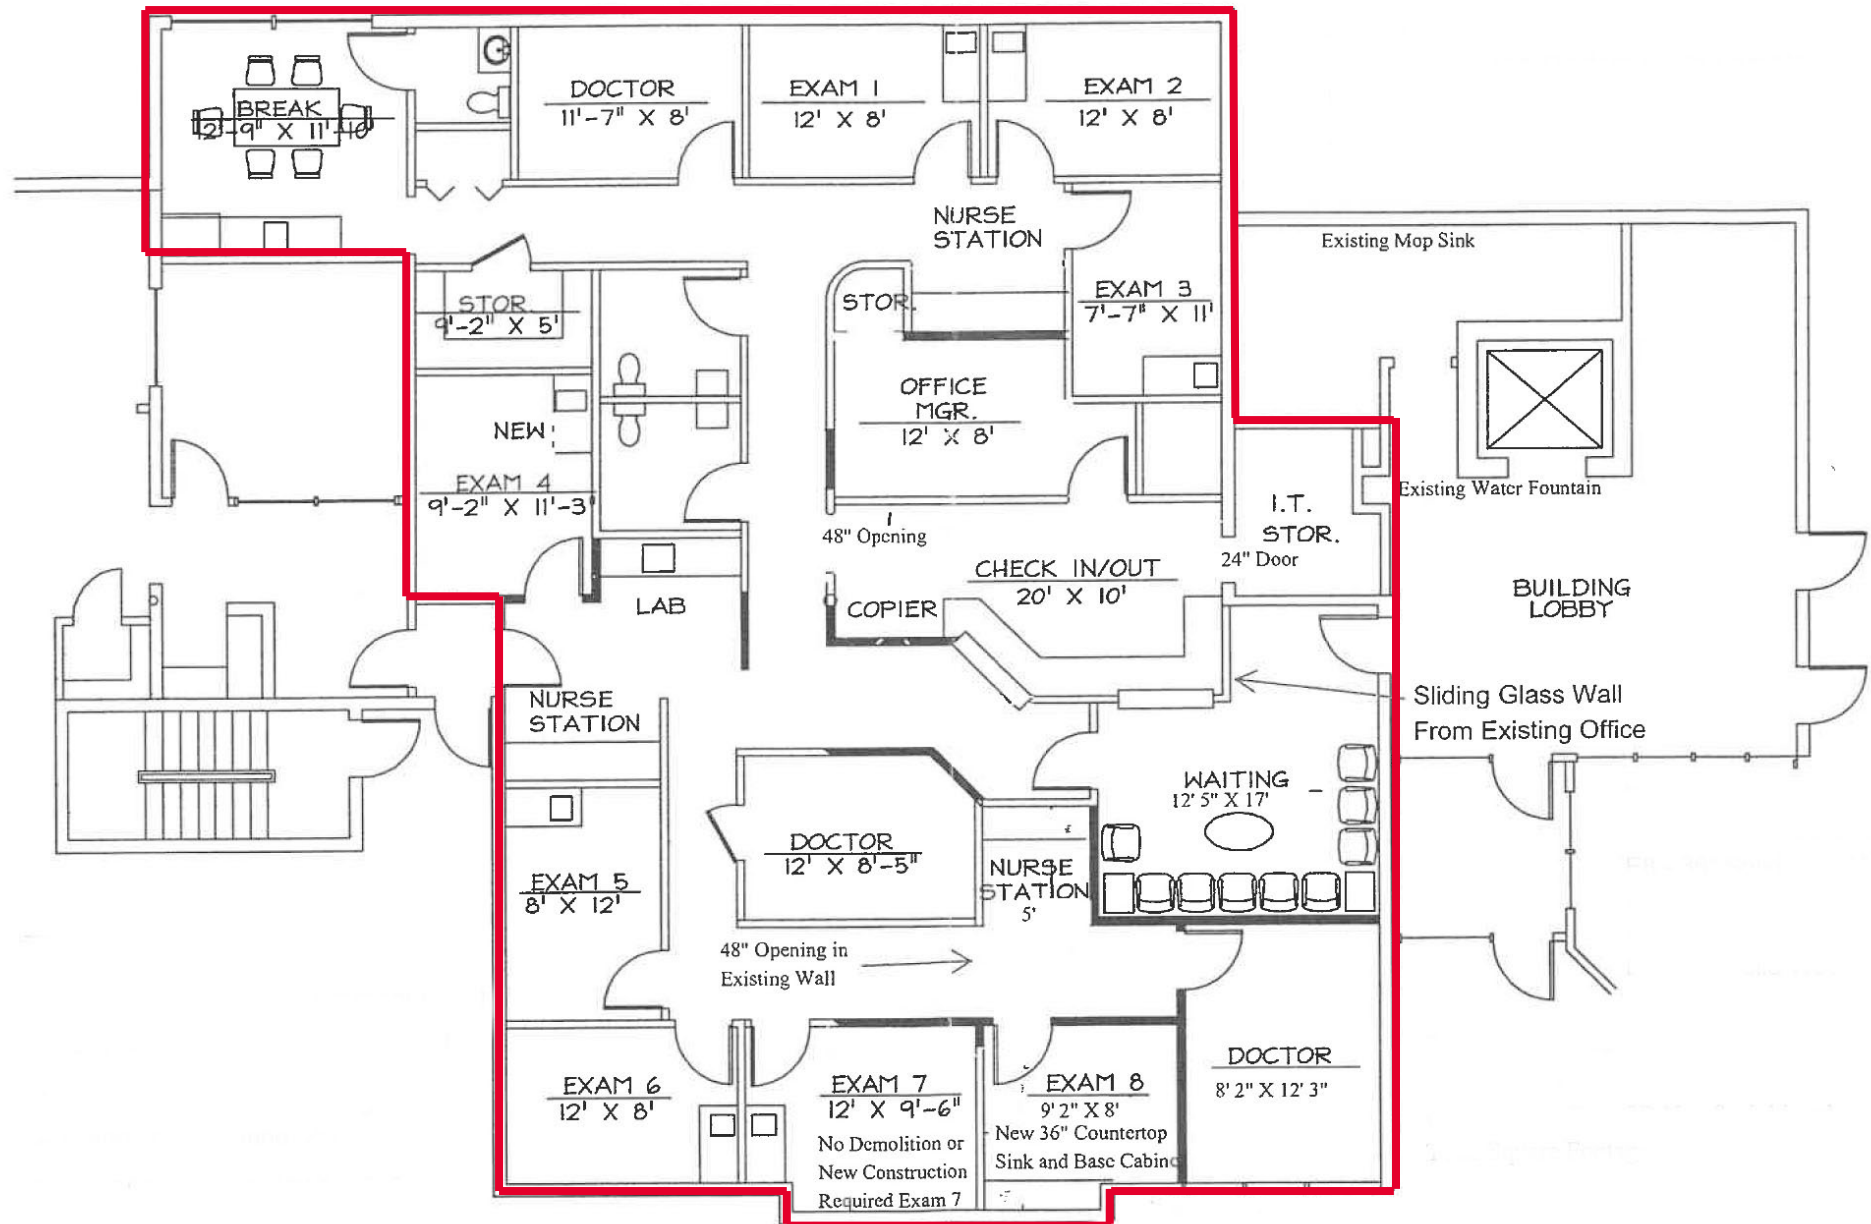 BREAK
12'-9" X 11'-10"
DOCTOR
11'-7" X 8'
EXAM 1
12' X 8'
EXAM 2
12' X 8'
NURSE
STATION
Existing Mop Sink
STOR.
9'-2" X 5'
STOR.
EXAM 3
7'-7" X 11'
OFFICE
MGR.
12' X 8'
NEW
EXAM 4
9'-2" X 11'-3
Existing Water Fountain
I.T.
STOR.
48" Opening
24" Door
CHECK IN/OUT
20' X 10'
LAB
COPIER
BUILDING
LOBBY
NURSE
STATION
Sliding Glass Wall
From Existing Office
WAITING
12' 5" X 17'
DOCTOR
12' X 8'-5"
NURSE
STATION
5'
EXAM 5
8' X 12'
48" Opening in
Existing Wall
EXAM 6
12' X 8'
EXAM 7
12' X 9'-6"
No Demolition or
New Construction
Required Exam 7
EXAM 8
9' 2" X 8'
New 36" Countertop
Sink and Base Cabinc
DOCTOR
8' 2" X 12' 3"